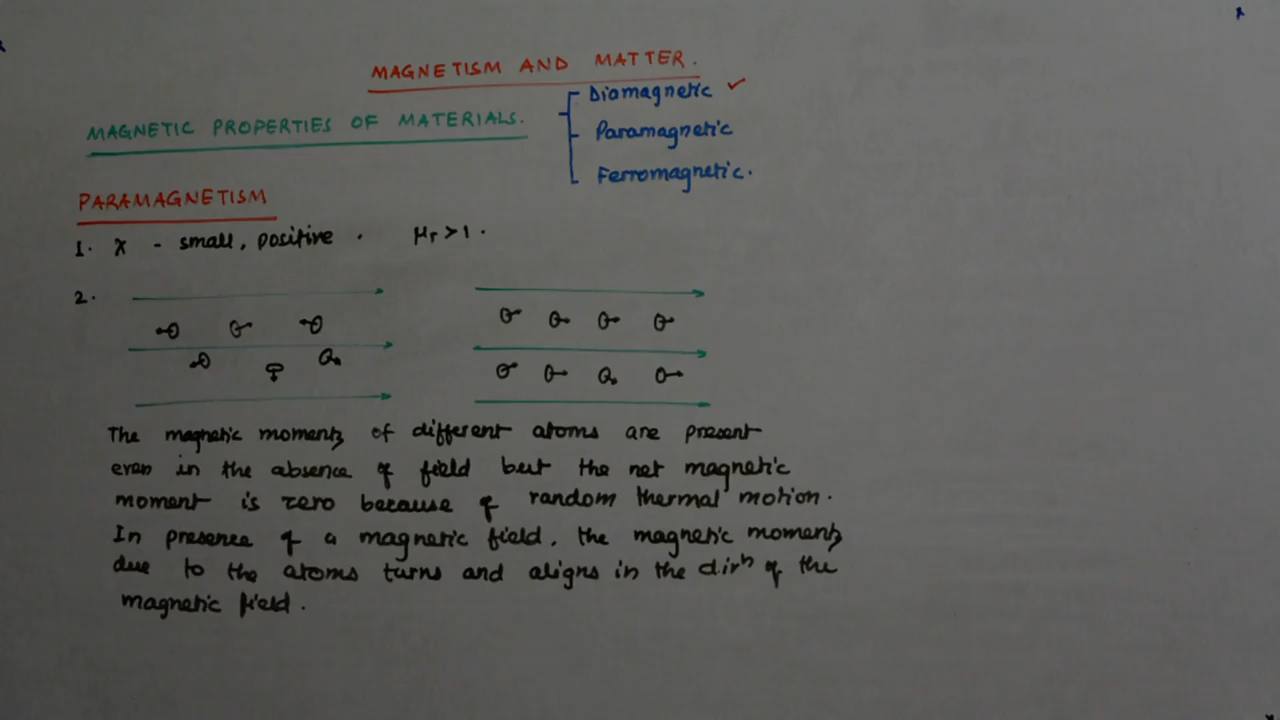 MAGNETISM AND MATTER.
MAGNETIC PROPERTIES OF MATERIALS.
Diamagnetic ✓
Paramagnetic
Ferromagnetic.
PARAMAGNETISM
1. χ - small, positive . μr > 1 .
2.
The magnetic moments of different atoms are present
even in the absence of field but the net magnetic
moment is zero because of random thermal motion.
In presence of a magnetic field, the magnetic moments
due to the atoms turns and aligns in the dirⁿ of the
magnetic field.